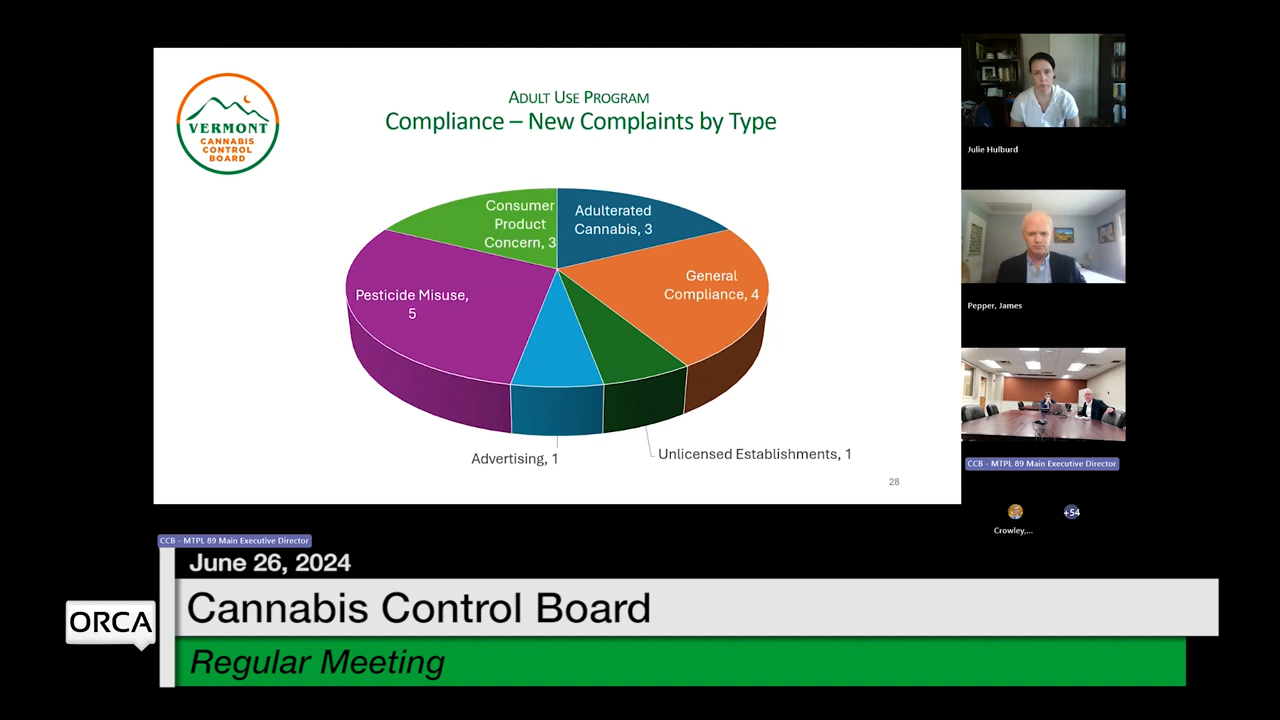 VERMONT
CANNABIS
CONTROL
BOARD
ADULT USE PROGRAM
Compliance – New Complaints by Type
Consumer
Product
Concern, 3
Adulterated
Cannabis, 3
General
Compliance, 4
Pesticide Misuse,
5
Advertising, 1
Unlicensed Establishments, 1
28
Julie Hulburd
Pepper, James
CCB - MTPL 89 Main Executive Director
Crowley,...
+54
CCB - MTPL 89 Main Executive Director
June 26, 2024
ORCA
Cannabis Control Board
Regular Meeting